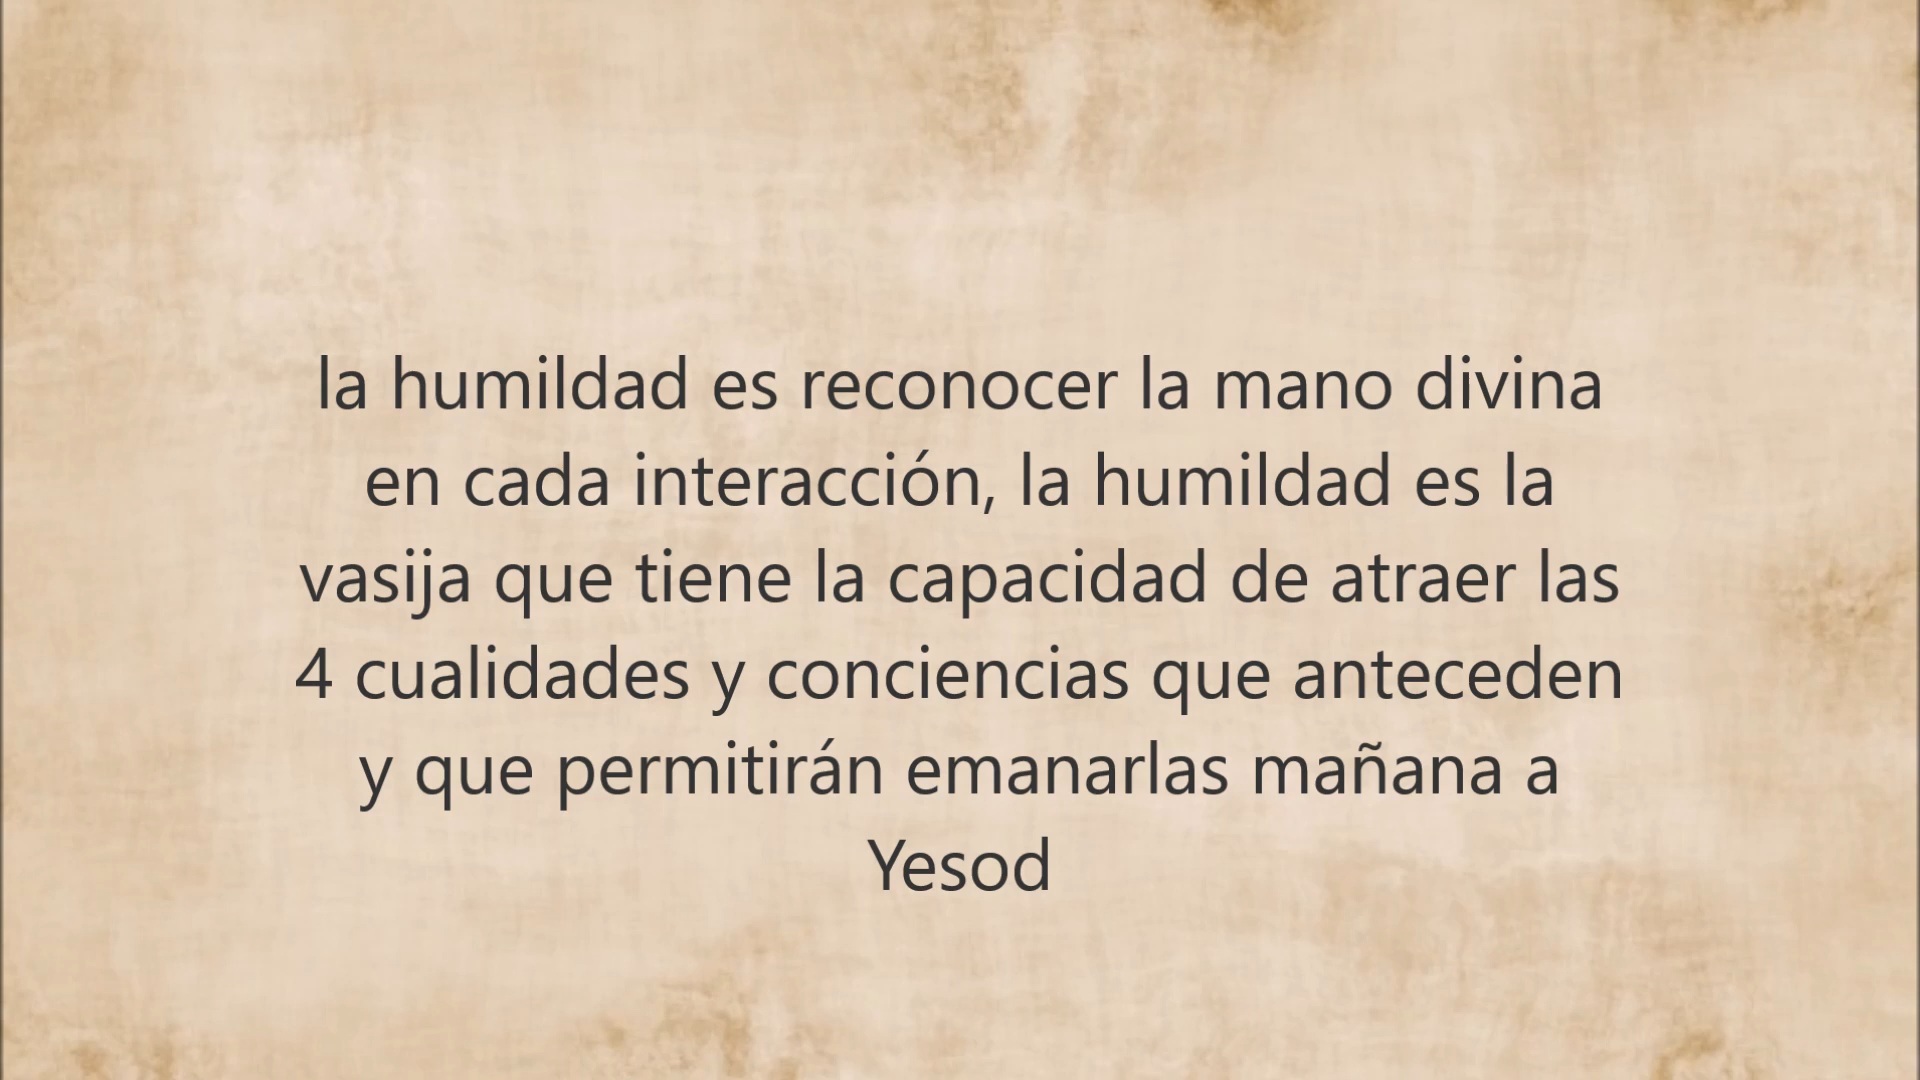 la humildad es reconocer la mano divina
en cada interacción, la humildad es la
vasija que tiene la capacidad de atraer las
4 cualidades y conciencias que anteceden
y que permitirán emanarlas mañana a
Yesod